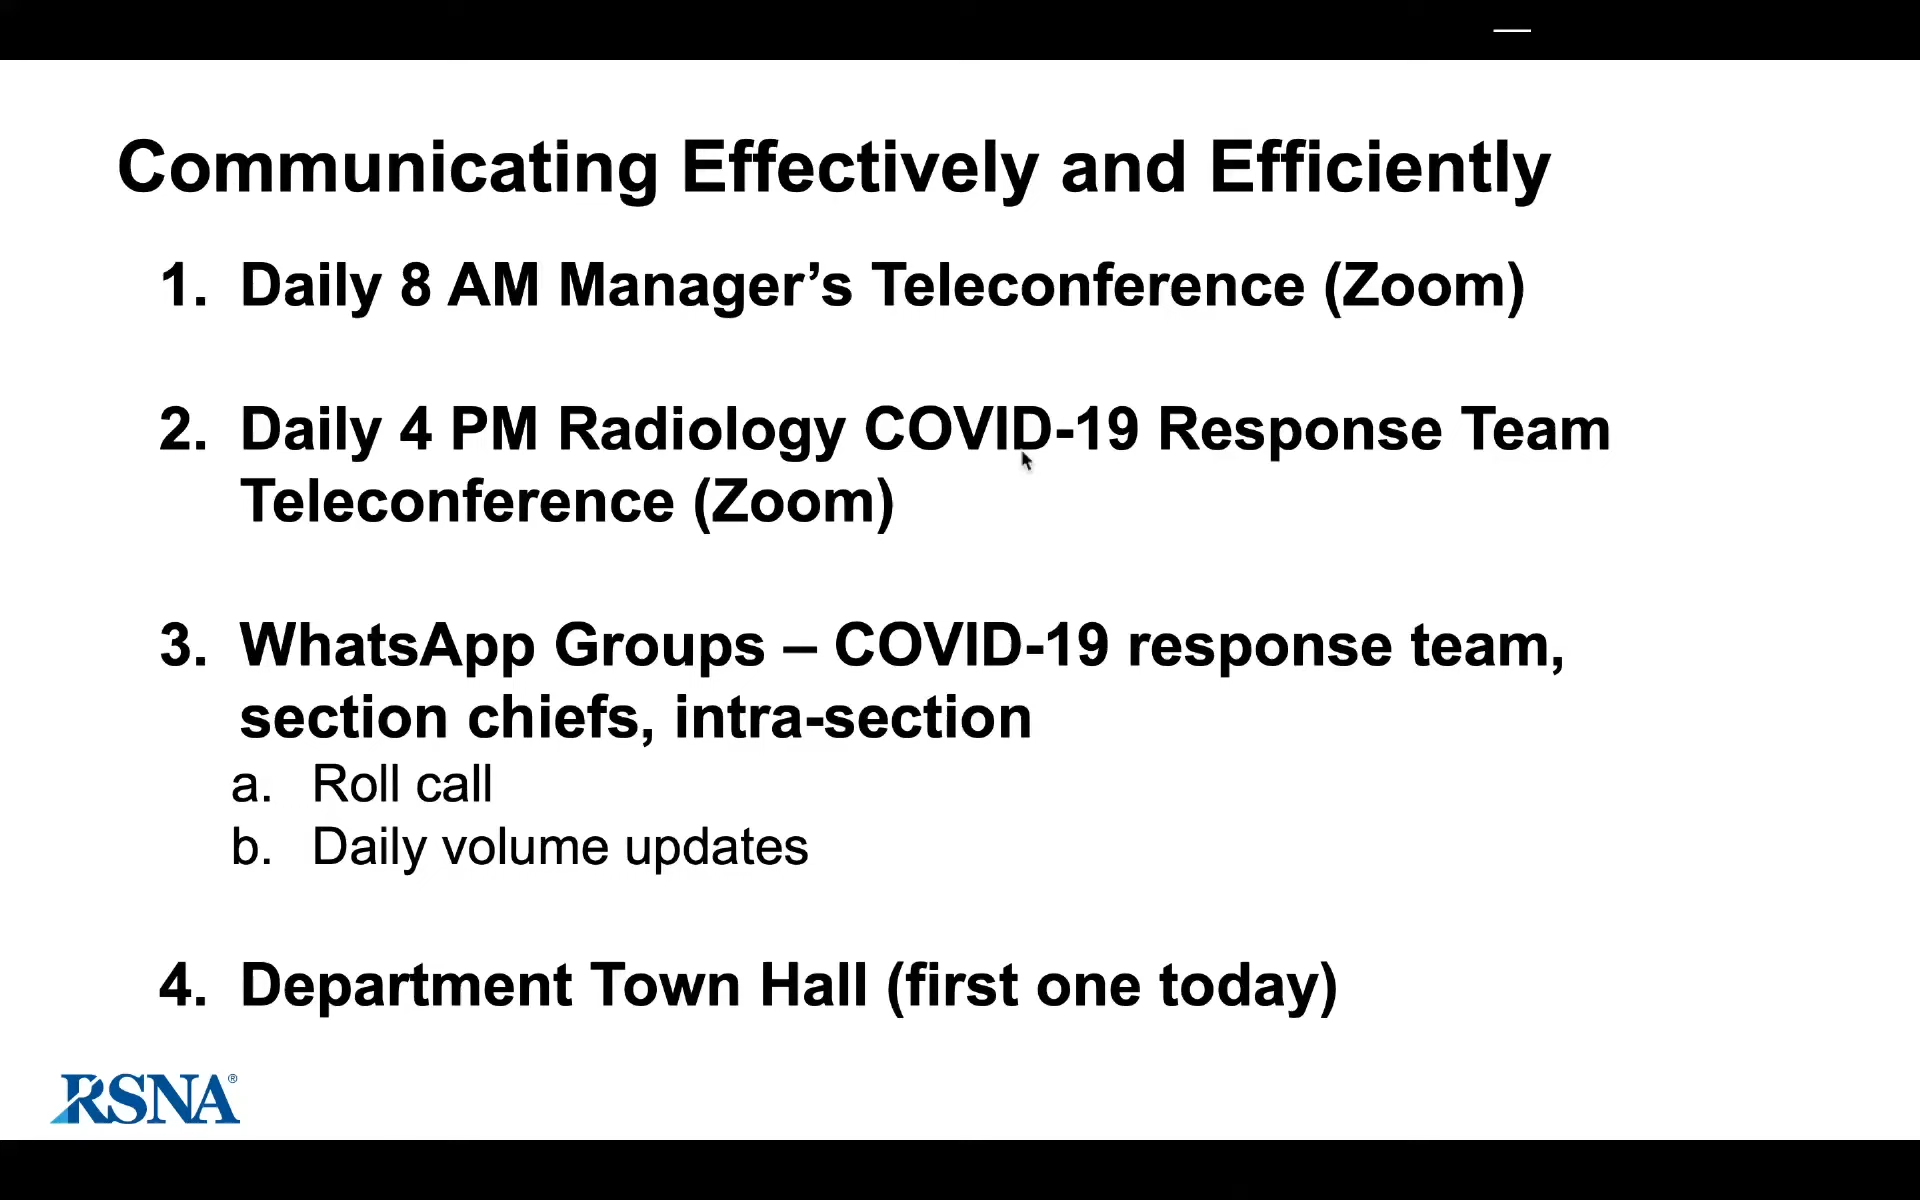 Communicating Effectively and Efficiently
1. Daily 8 AM Manager’s Teleconference (Zoom)
2. Daily 4 PM Radiology COVID-19 Response Team
Teleconference (Zoom)
3. WhatsApp Groups – COVID-19 response team,
section chiefs, intra-section
a. Roll call
b. Daily volume updates
4. Department Town Hall (first one today)
RSNA®